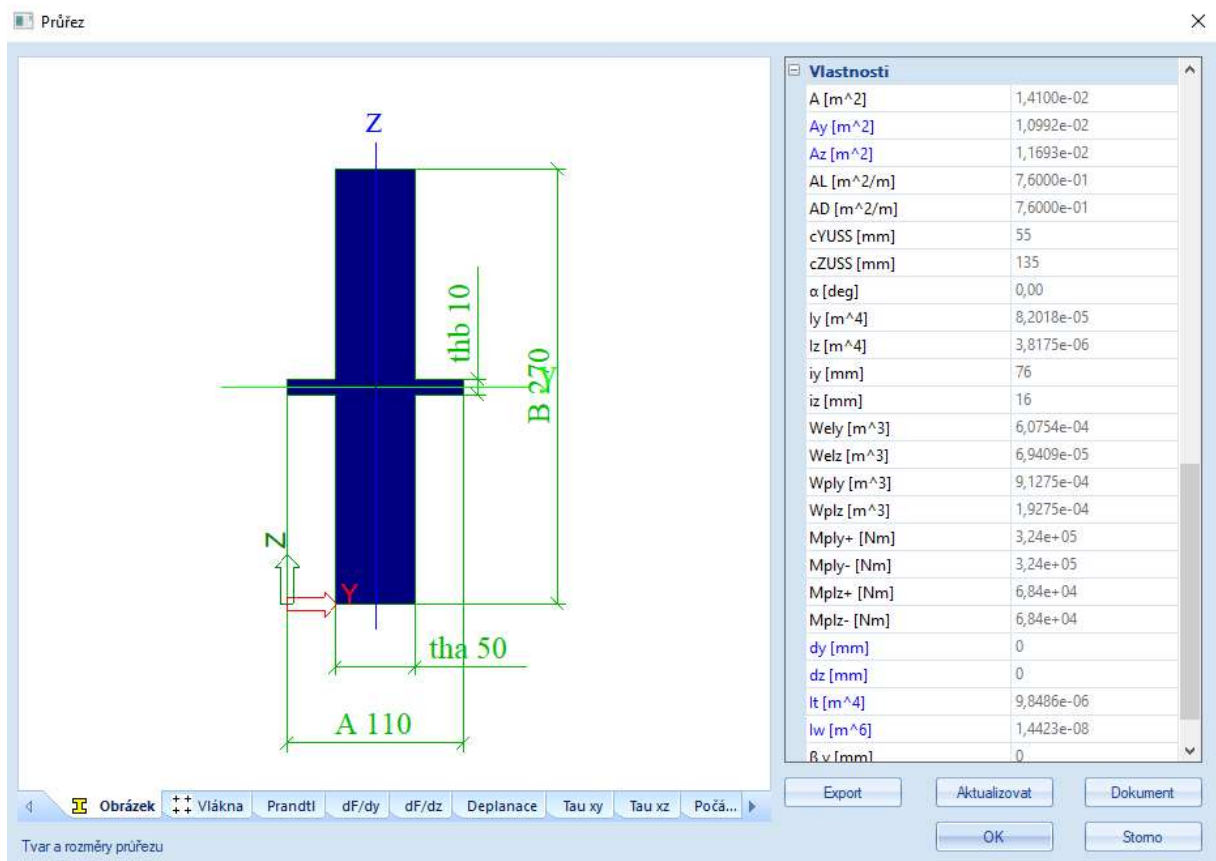 Průřez
Z
thb 10
B 270
y
Z
Y
tha 50
A 110
Vlastnosti
A [m^2] 1,4100e-02
Ay [m^2] 1,0992e-02
Az [m^2] 1,1693e-02
AL [m^2/m] 7,6000e-01
AD [m^2/m] 7,6000e-01
cYUSS [mm] 55
cZUSS [mm] 135
α [deg] 0,00
Iy [m^4] 8,2018e-05
Iz [m^4] 3,8175e-06
iy [mm] 76
iz [mm] 16
Wely [m^3] 6,0754e-04
Welz [m^3] 6,9409e-05
Wply [m^3] 9,1275e-04
Wplz [m^3] 1,9275e-04
Mply+ [Nm] 3,24e+05
Mply- [Nm] 3,24e+05
Mplz+ [Nm] 6,84e+04
Mplz- [Nm] 6,84e+04
dy [mm] 0
dz [mm] 0
It [m^4] 9,8486e-06
Iw [m^6] 1,4423e-08
β y [mm] 0
Obrázek Vlákna Prandtl dF/dy dF/dz Deplanace Tau xy Tau xz Počá...
Export Aktualizovat Dokument
OK Storno
Tvar a rozměry průřezu